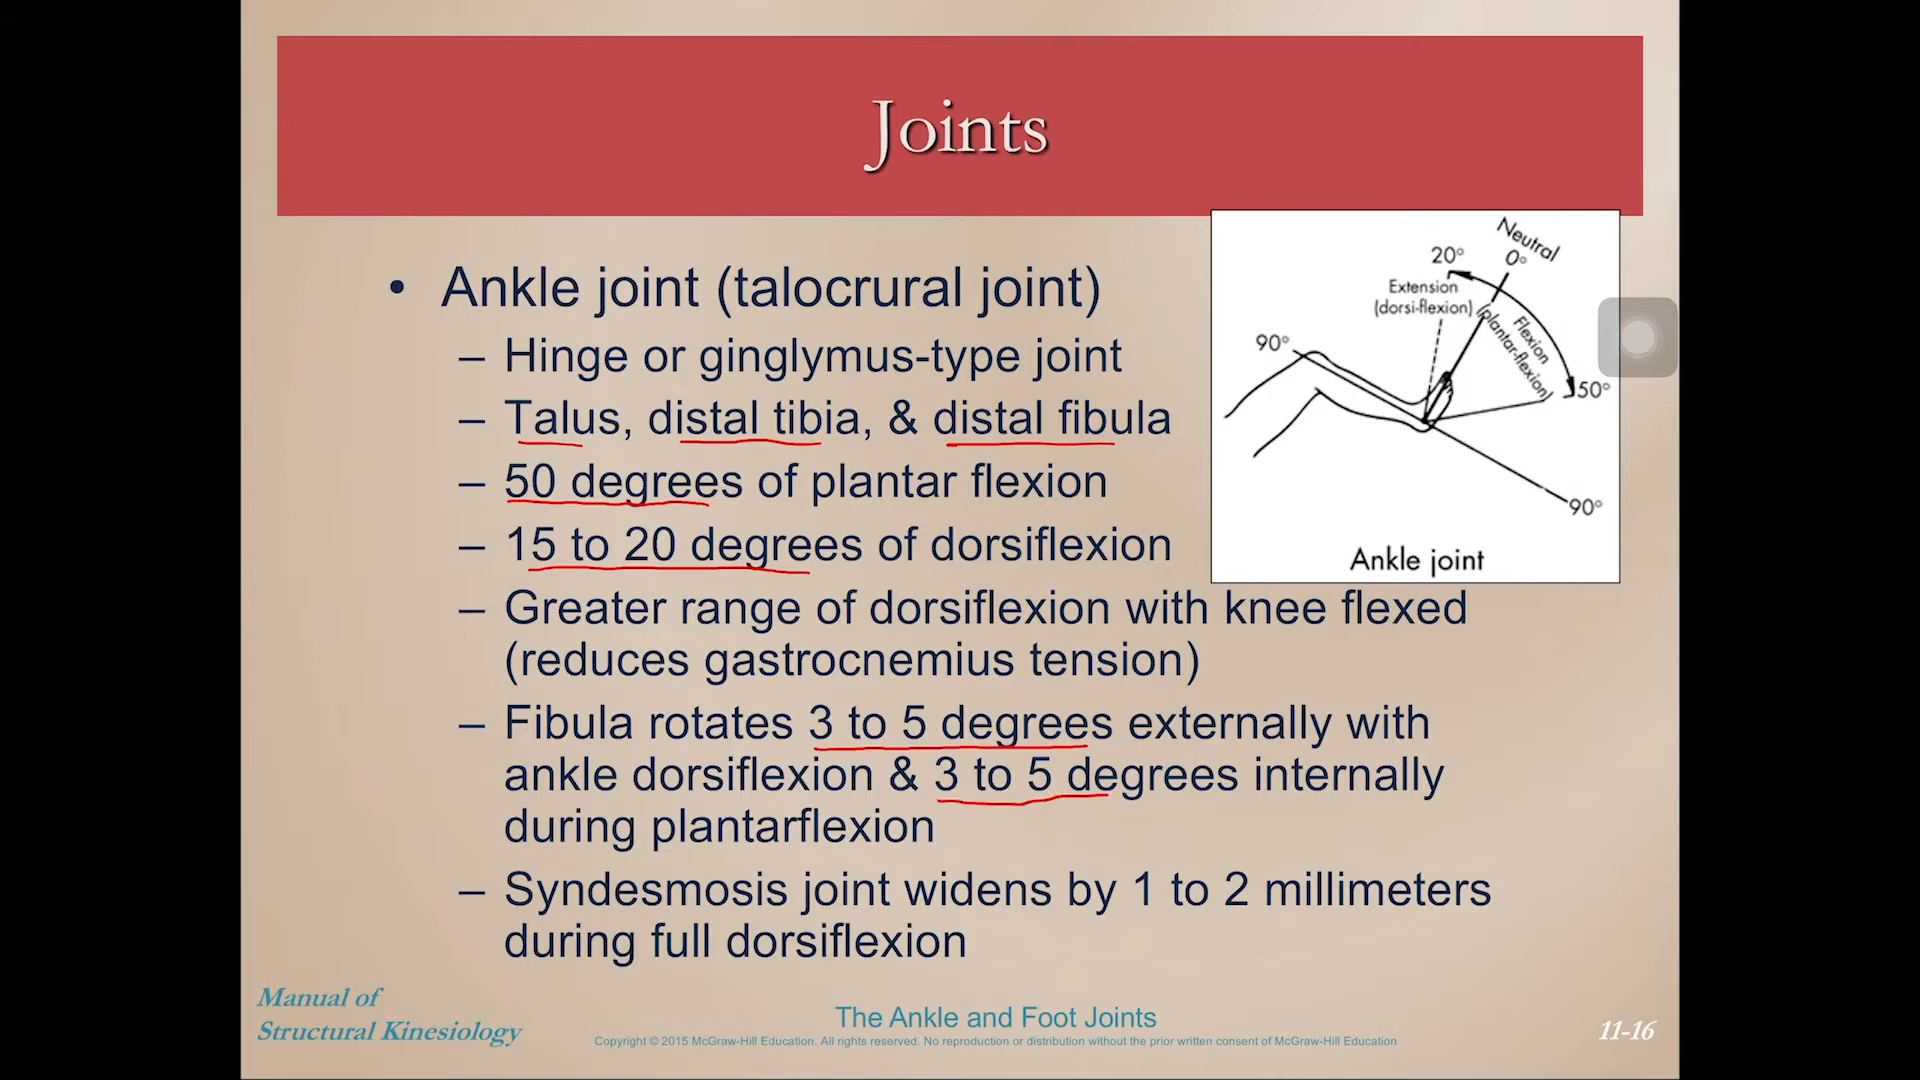 Joints
• Ankle joint (talocrural joint)
– Hinge or ginglymus-type joint
– Talus, distal tibia, & distal fibula
– 50 degrees of plantar flexion
– 15 to 20 degrees of dorsiflexion
– Greater range of dorsiflexion with knee flexed
(reduces gastrocnemius tension)
– Fibula rotates 3 to 5 degrees externally with
ankle dorsiflexion & 3 to 5 degrees internally
during plantarflexion
– Syndesmosis joint widens by 1 to 2 millimeters
during full dorsiflexion
Neutral
0°
20°
Extension
(dorsi-flexion)
Flexion
(plantar-flexion)
90°
50°
90°
Ankle joint
Manual of
Structural Kinesiology
The Ankle and Foot Joints
Copyright © 2015 McGraw-Hill Education. All rights reserved. No reproduction or distribution without the prior written consent of McGraw-Hill Education
11-16